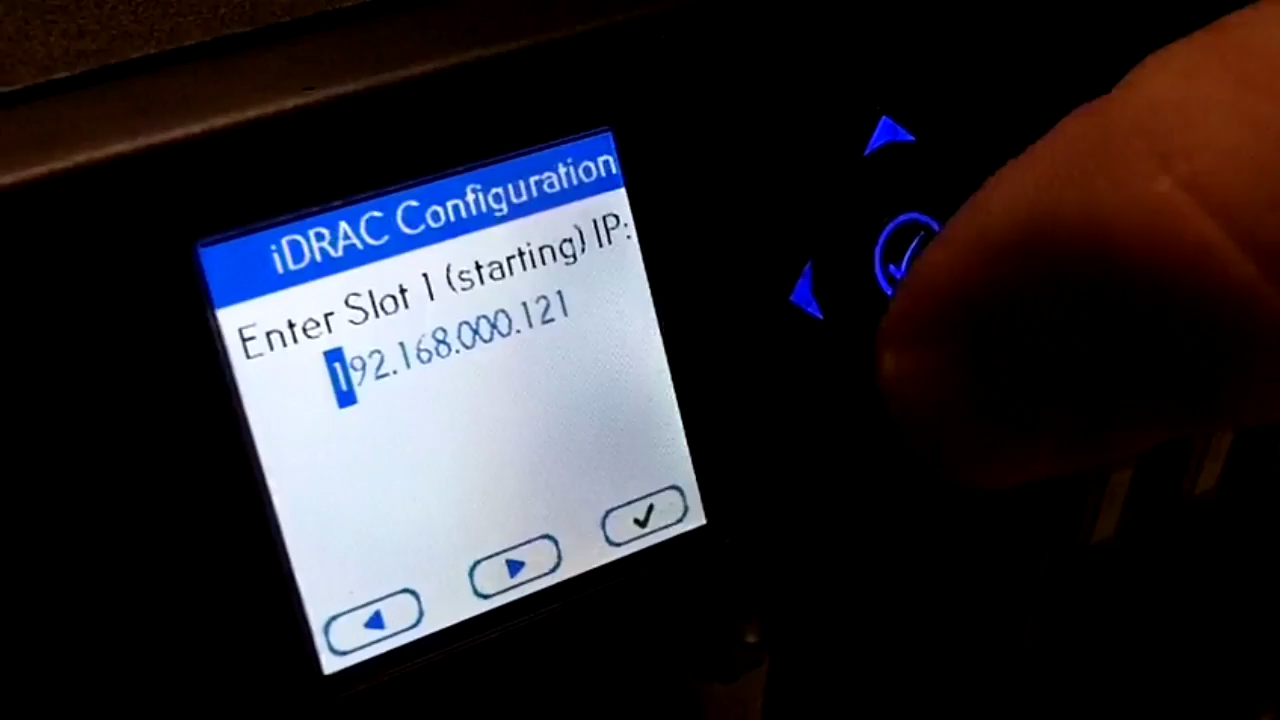 iDRAC Configuration
Enter Slot 1 (starting) IP:
192.168.000.121